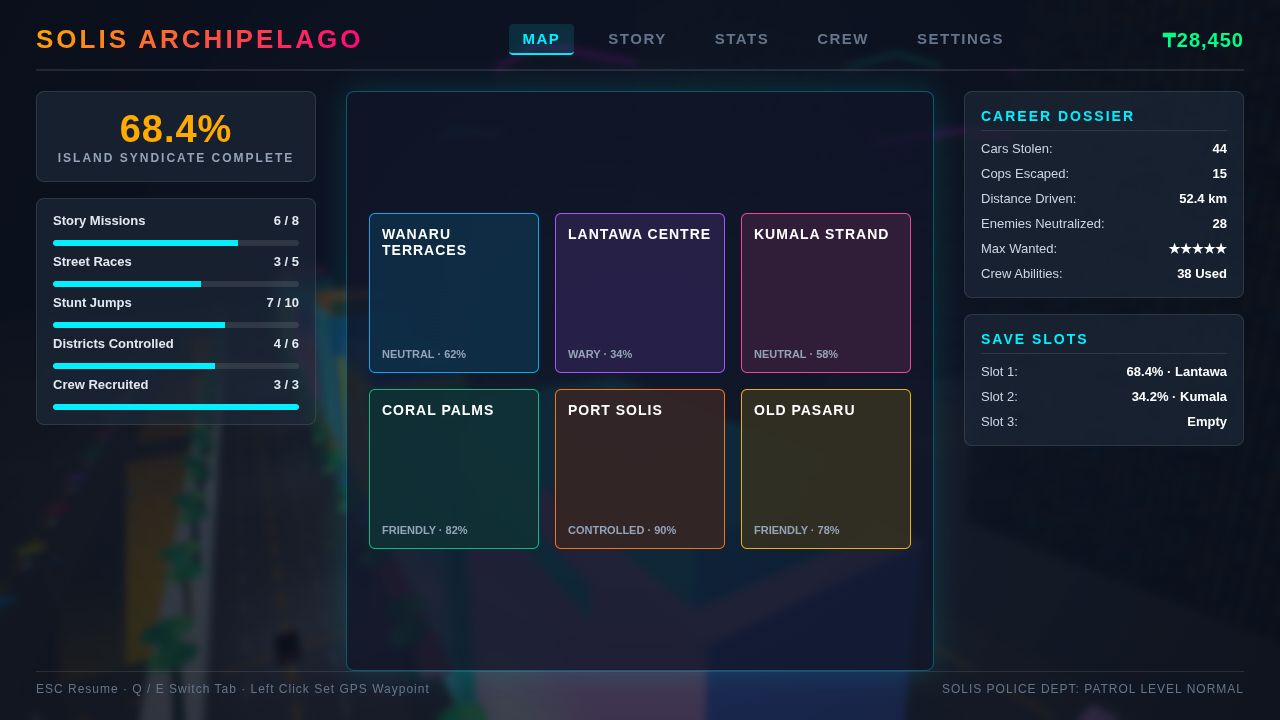 SOLIS ARCHIPELAGO
MAP STORY STATS CREW SETTINGS
₸28,450
68.4%
ISLAND SYNDICATE COMPLETE
Story Missions 6 / 8
Street Races 3 / 5
Stunt Jumps 7 / 10
Districts Controlled 4 / 6
Crew Recruited 3 / 3
WANARU
TERRACES
NEUTRAL · 62%
LANTAWA CENTRE
WARY · 34%
KUMALA STRAND
NEUTRAL · 58%
CORAL PALMS
FRIENDLY · 82%
PORT SOLIS
CONTROLLED · 90%
OLD PASARU
FRIENDLY · 78%
CAREER DOSSIER
Cars Stolen: 44
Cops Escaped: 15
Distance Driven: 52.4 km
Enemies Neutralized: 28
Max Wanted: ★★★★★
Crew Abilities: 38 Used
SAVE SLOTS
Slot 1: 68.4% · Lantawa
Slot 2: 34.2% · Kumala
Slot 3: Empty
ESC Resume · Q / E Switch Tab · Left Click Set GPS Waypoint
SOLIS POLICE DEPT: PATROL LEVEL NORMAL